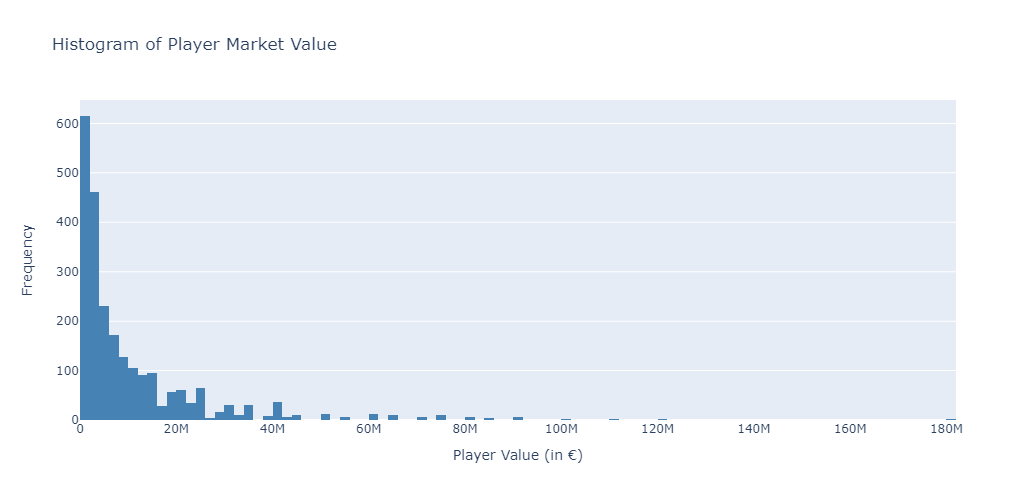 Histogram of Player Market Value
600
500
400
300
200
100
0
Frequency
0 20M 40M 60M 80M 100M 120M 140M 160M 180M
Player Value (in €)